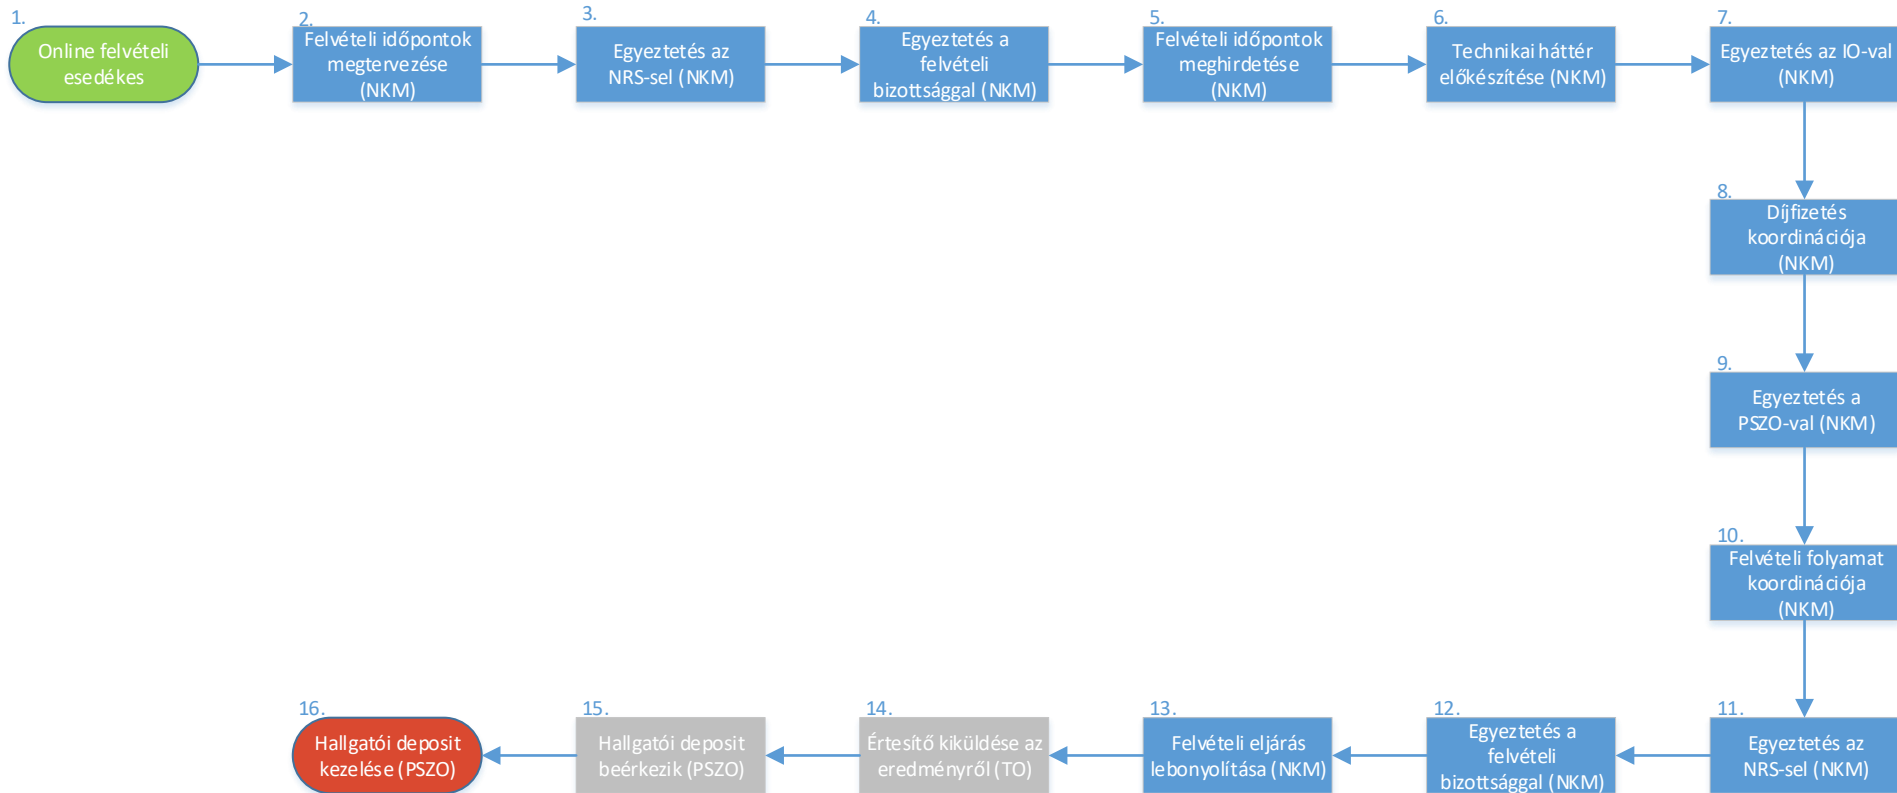 1.
Online felvételi
esedékes
2.
Felvételi időpontok
megtervezése
(NKM)
3.
Egyeztetés az
NRS-sel (NKM)
4.
Egyeztetés a
felvételi
bizottsággal (NKM)
5.
Felvételi időpontok
meghirdetése
(NKM)
6.
Technikai háttér
előkészítése (NKM)
7.
Egyeztetés az IO-val
(NKM)
8.
Díjfizetés
koordinációja
(NKM)
9.
Egyeztetés a
PSZO-val (NKM)
10.
Felvételi folyamat
koordinációja
(NKM)
11.
Egyeztetés az
NRS-sel (NKM)
12.
Egyeztetés a
felvételi
bizottsággal (NKM)
13.
Felvételi eljárás
lebonyolítása (NKM)
14.
Értesítő kiküldése az
eredményről (TO)
15.
Hallgatói deposit
beérkezik (PSZO)
16.
Hallgatói deposit
kezelése (PSZO)